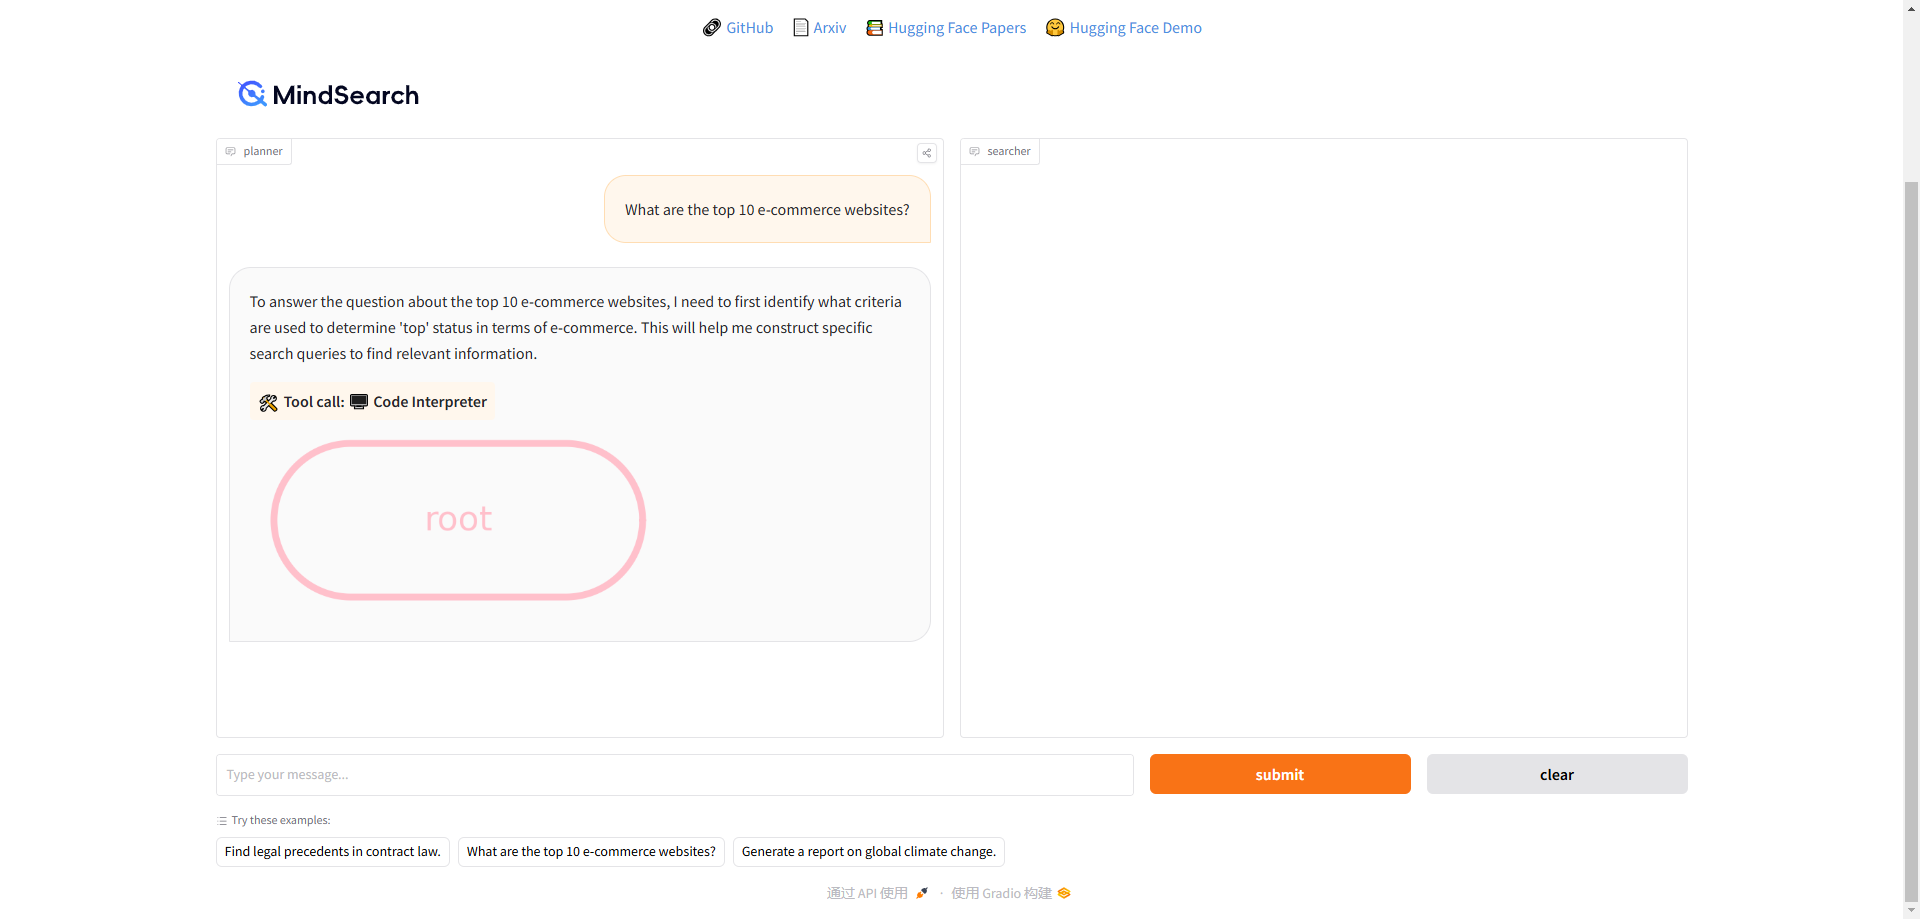 GitHub Arxiv Hugging Face Papers Hugging Face Demo
MindSearch
planner
searcher
What are the top 10 e-commerce websites?
To answer the question about the top 10 e-commerce websites, I need to first identify what criteria
are used to determine 'top' status in terms of e-commerce. This will help me construct specific
search queries to find relevant information.
Tool call: Code Interpreter
root
Type your message...
submit
clear
Try these examples:
Find legal precedents in contract law.
What are the top 10 e-commerce websites?
Generate a report on global climate change.
通过 API 使用 · 使用 Gradio 构建